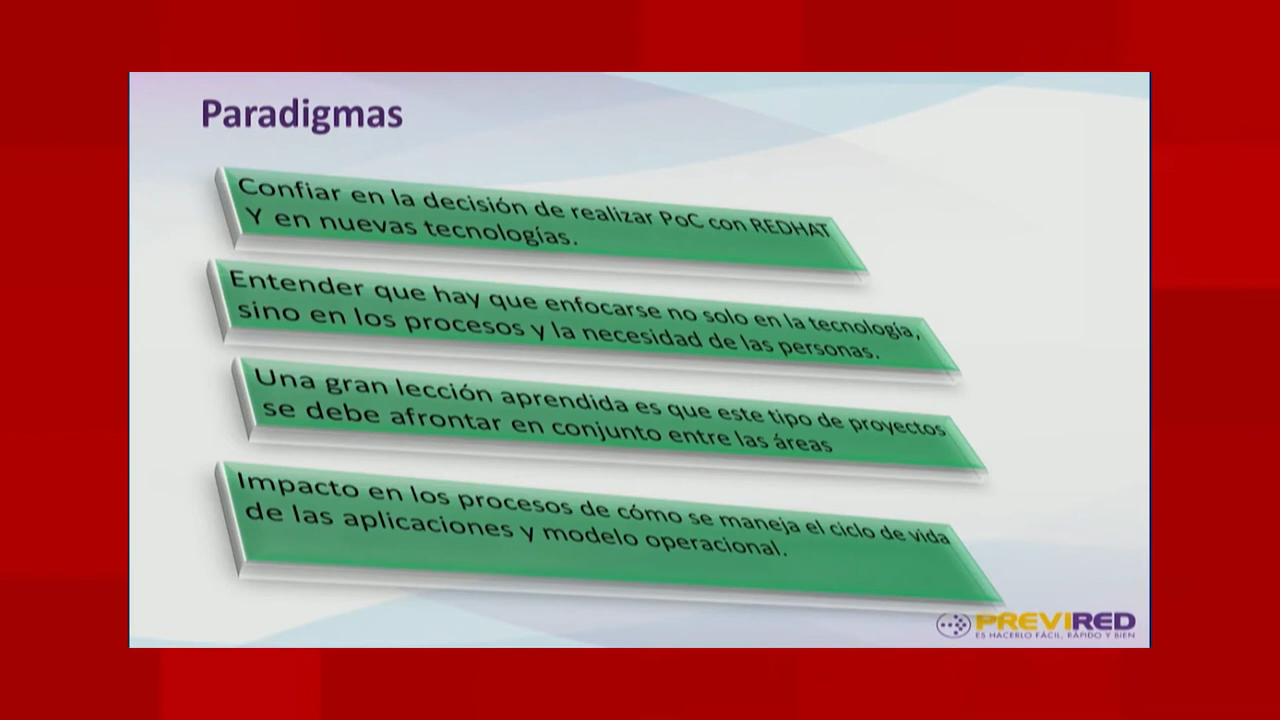 Paradigmas
Confiar en la decisión de realizar PoC con REDHAT
Y en nuevas tecnologías.
Entender que hay que enfocarse no solo en la tecnología,
sino en los procesos y la necesidad de las personas.
Una gran lección aprendida es que este tipo de proyectos
se debe afrontar en conjunto entre las áreas
Impacto en los procesos de cómo se maneja el ciclo de vida
de las aplicaciones y modelo operacional.
PREVIRED
ES HACERLO FÁCIL, RÁPIDO Y BIEN